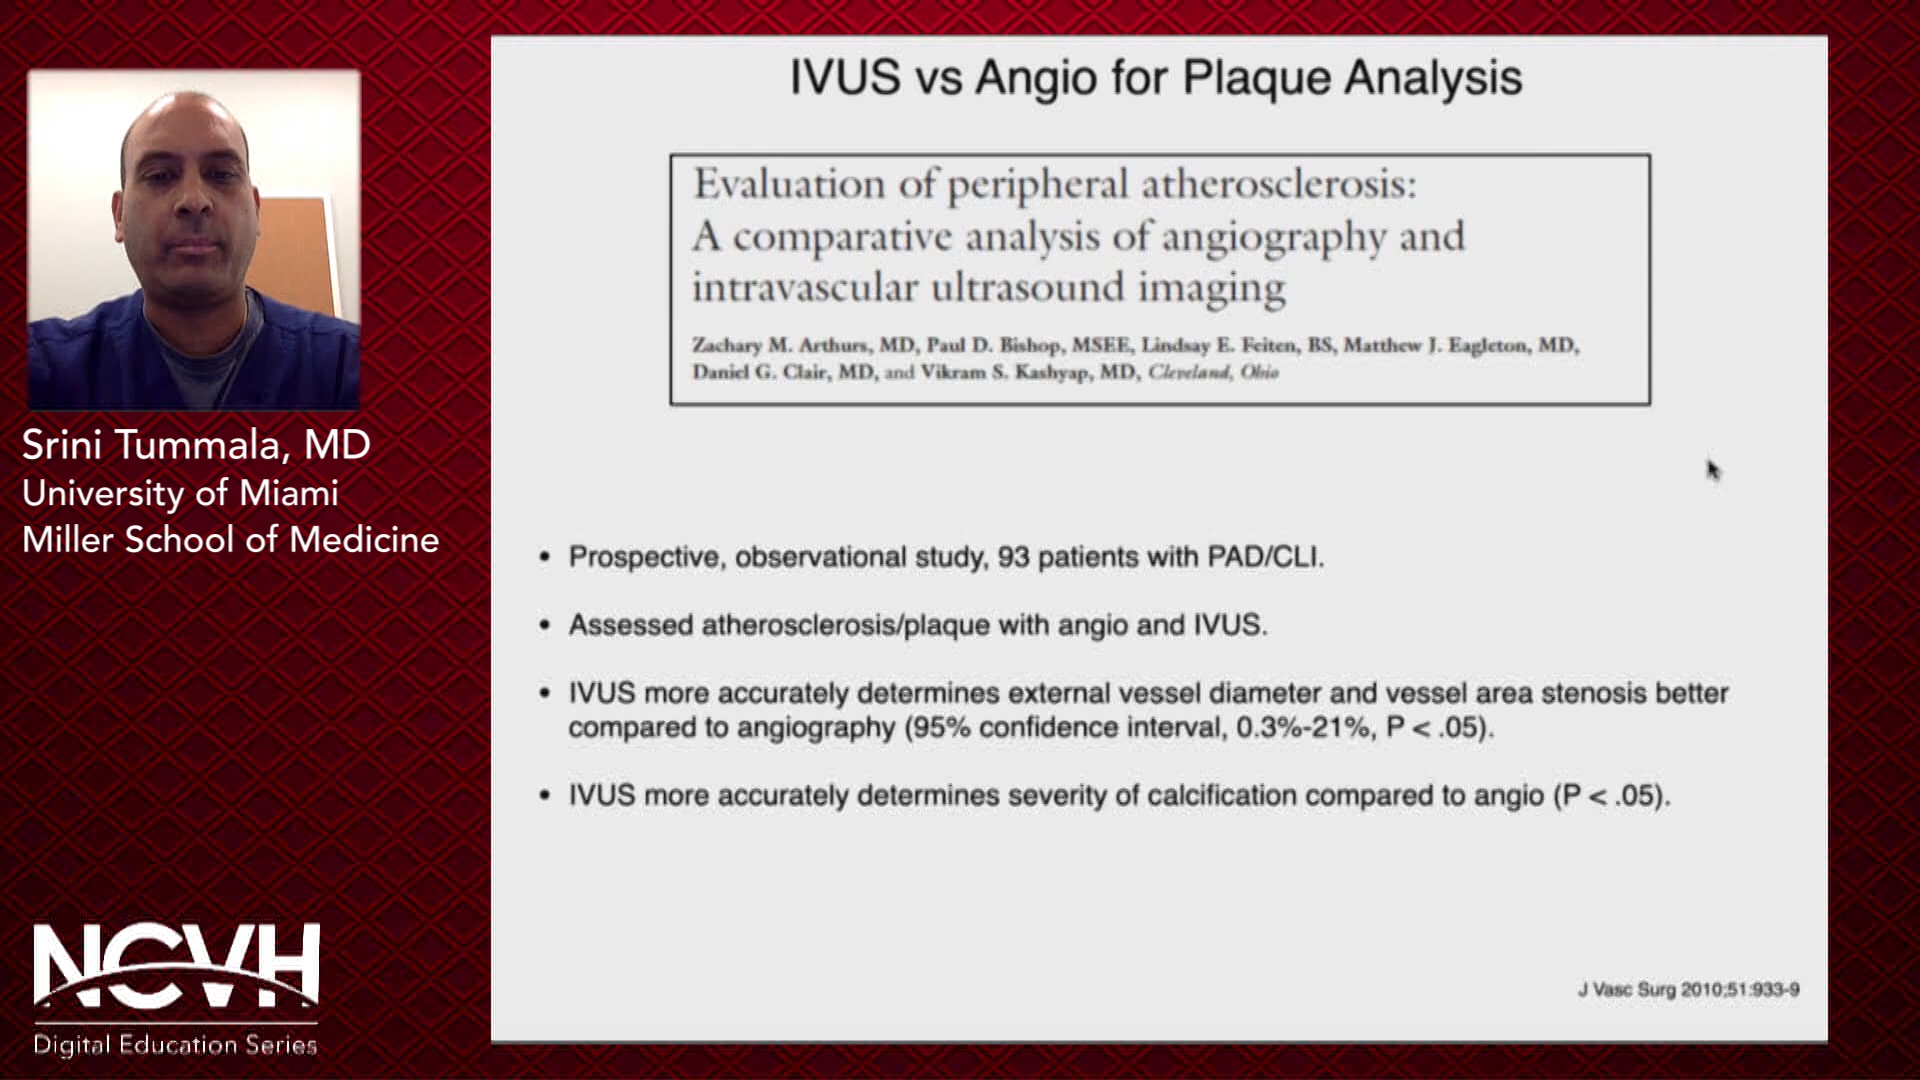 IVUS vs Angio for Plaque Analysis
Evaluation of peripheral atherosclerosis:
A comparative analysis of angiography and
intravascular ultrasound imaging
Zachary M. Arthurs, MD, Paul D. Bishop, MSEE, Lindsay E. Feiten, BS, Matthew J. Eagleton, MD,
Daniel G. Clair, MD, and Vikram S. Kashyap, MD, Cleveland, Ohio
• Prospective, observational study, 93 patients with PAD/CLI.
• Assessed atherosclerosis/plaque with angio and IVUS.
• IVUS more accurately determines external vessel diameter and vessel area stenosis better
compared to angiography (95% confidence interval, 0.3%-21%, P < .05).
• IVUS more accurately determines severity of calcification compared to angio (P < .05).
J Vasc Surg 2010;51:933-9
Srini Tummala, MD
University of Miami
Miller School of Medicine
NCVH
Digital Education Series